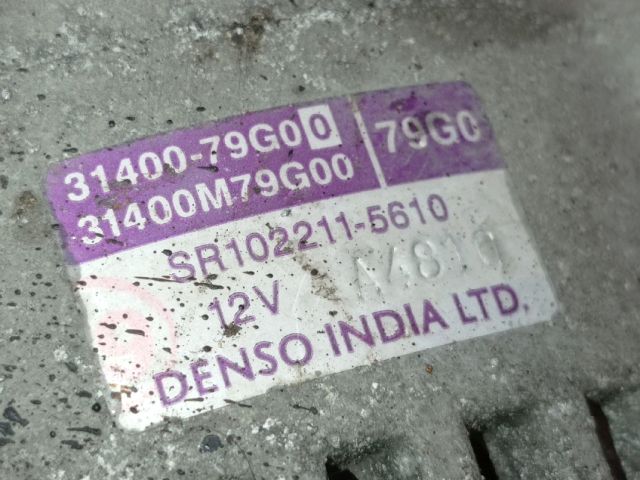 31400-79G00
79G0
31400M79G00
SR102211-5610
12V
DENSO INDIA LTD.